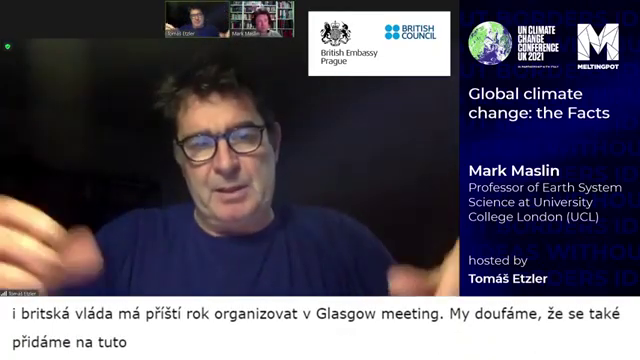 Tomáš Etzler
Mark Maslin
British Embassy
Prague
BRITISH
COUNCIL
UN CLIMATE
CHANGE
CONFERENCE
UK 2021
MELTINGPOT
Global climate
change: the Facts
Mark Maslin
Professor of Earth System
Science at University
College London (UCL)
hosted by
Tomáš Etzler
Tomáš Etzler
i britská vláda má příští rok organizovat v Glasgow meeting. My doufáme, že se také
přidáme na tuto